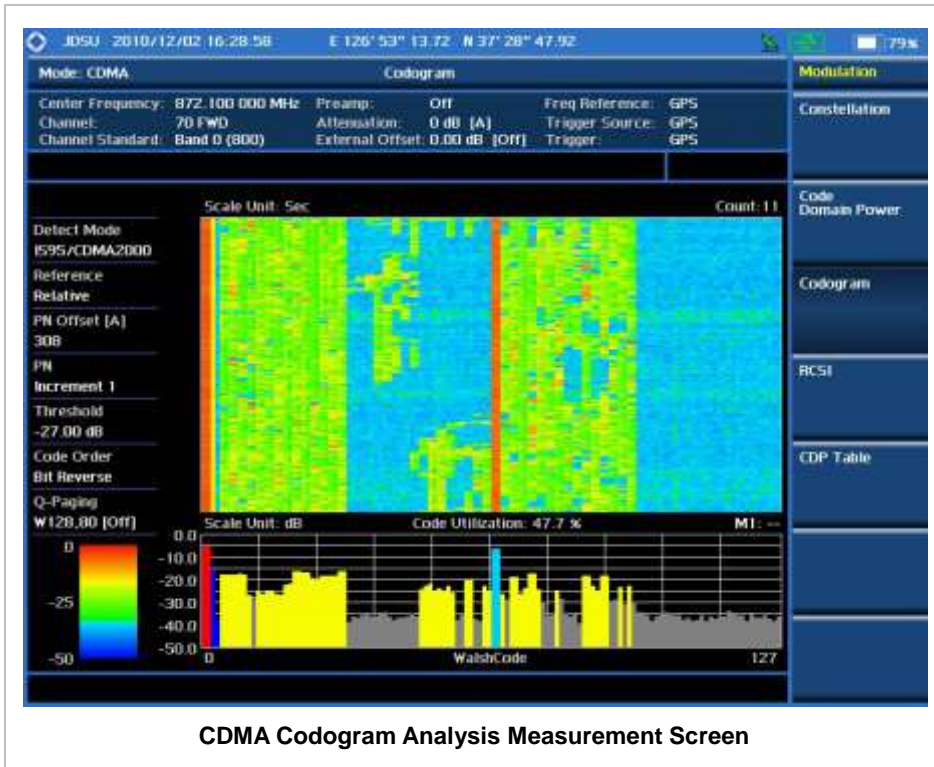 JDSU 2010/12/02 16:28:58 E 126° 53" 13.72 N 37° 28" 47.92 79%
Mode: CDMA Codogram Modulation
Center Frequency: 872.100 000 MHz Preamp: Off Freq Reference: GPS
Channel: 70 FWD Attenuation: 0 dB [A] Trigger Source: GPS
Channel Standard: Band 0 (800) External Offset: 0.00 dB [Off] Trigger: GPS
Constellation
Code
Domain Power
Codogram
RCSI
CDP Table
Scale Unit: Sec Count: 11
Detect Mode
IS95/CDMA2000
Reference
Relative
PN Offset [A]
308
PN
Increment 1
Threshold
-27.00 dB
Code Order
Bit Reverse
Q-Paging
W128,80 [Off]
Scale Unit: dB Code Utilization: 47.7 % M1: --
0
-25
-50
0.0
-10.0
-20.0
-30.0
-40.0
-50.0
0 WalshCode 127
CDMA Codogram Analysis Measurement Screen